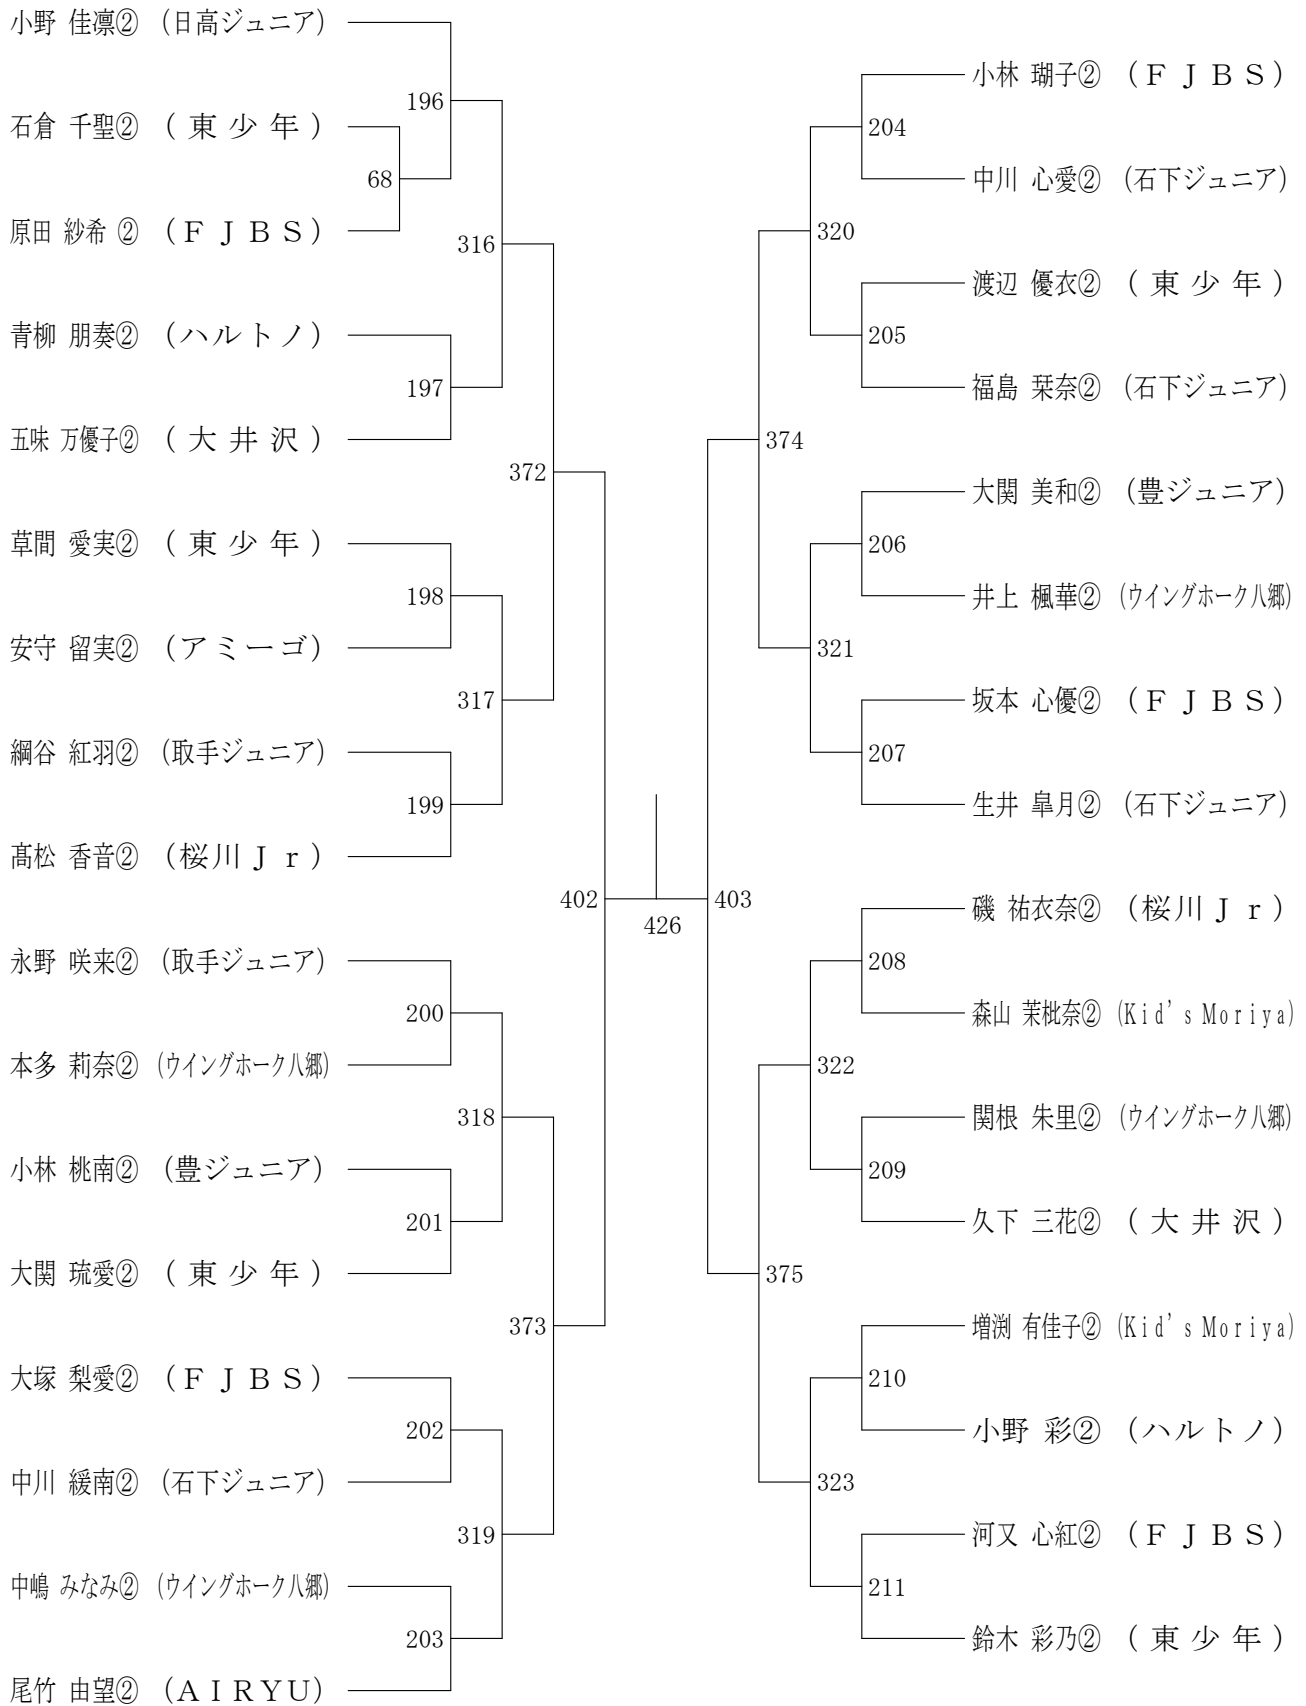 小野 佳凛② (日高ジュニア)
196
石倉 千聖② (東少年)
68
原田 紗希 ② (ＦＪＢＳ)
316
青柳 朋奏② (ハルトノ)
197
五味 万優子② (大井沢)
372
草間 愛実② (東少年)
198
安守 留実② (アミーゴ)
317
綱谷 紅羽② (取手ジュニア)
199
髙松 香音② (桜川Ｊｒ)
402
永野 咲来② (取手ジュニア)
200
本多 莉奈② (ウイングホーク八郷)
318
小林 桃南② (豊ジュニア)
201
大関 琉愛② (東少年)
373
大塚 梨愛② (ＦＪＢＳ)
202
中川 緩南② (石下ジュニア)
319
中嶋 みなみ② (ウイングホーク八郷)
203
尾竹 由望② (ＡＩＲＹＵ)
426
小林 瑚子② (ＦＪＢＳ)
204
中川 心愛② (石下ジュニア)
320
渡辺 優衣② (東少年)
205
福島 栞奈② (石下ジュニア)
374
大関 美和② (豊ジュニア)
206
井上 楓華② (ウイングホーク八郷)
321
坂本 心優② (ＦＪＢＳ)
207
生井 皐月② (石下ジュニア)
403
磯 祐衣奈② (桜川Ｊｒ)
208
森山 茉枇奈② (Kid's Moriya)
322
関根 朱里② (ウイングホーク八郷)
209
久下 三花② (大井沢)
375
増渕 有佳子② (Kid's Moriya)
210
小野 彩② (ハルトノ)
323
河又 心紅② (ＦＪＢＳ)
211
鈴木 彩乃② (東少年)